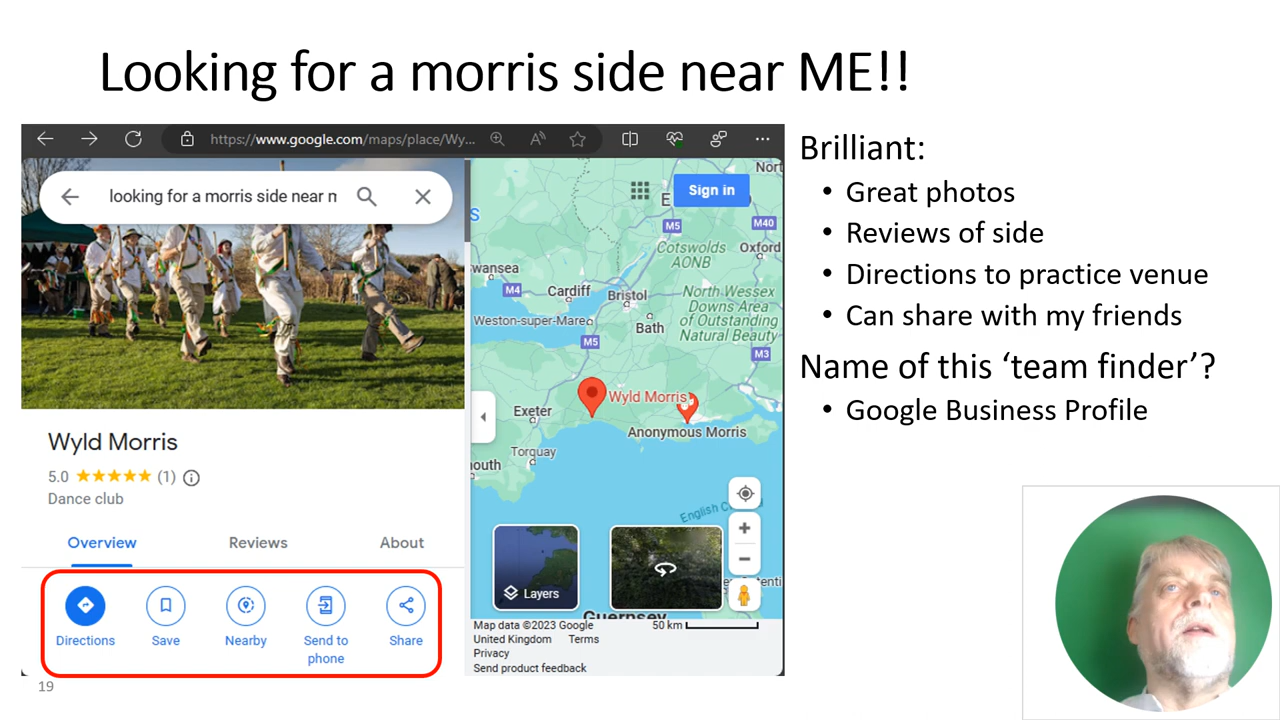 Looking for a morris side near ME!!
https://www.google.com/maps/place/Wy...
looking for a morris side near n
Wyld Morris
5.0 ★★★★★ (1)
Dance club
Overview Reviews About
Directions Save Nearby Send to phone Share
19
Nort
Sign in
E
S
M5 M40
Cotswolds
AONB
Oxford
wansea
M4
Cardiff
Bristol
North Wessex
Downs Area
of Outstanding
Natural Beauty
Weston-super-Mare
Bath
M5
M3
Wyld Morris
Exeter
Anonymous Morris
Torquay
outh
English C
Layers
Guernsey
Map data ©2023 Google 50 km
United Kingdom Terms
Privacy
Send product feedback
Brilliant:
• Great photos
• Reviews of side
• Directions to practice venue
• Can share with my friends
Name of this ‘team finder’?
• Google Business Profile